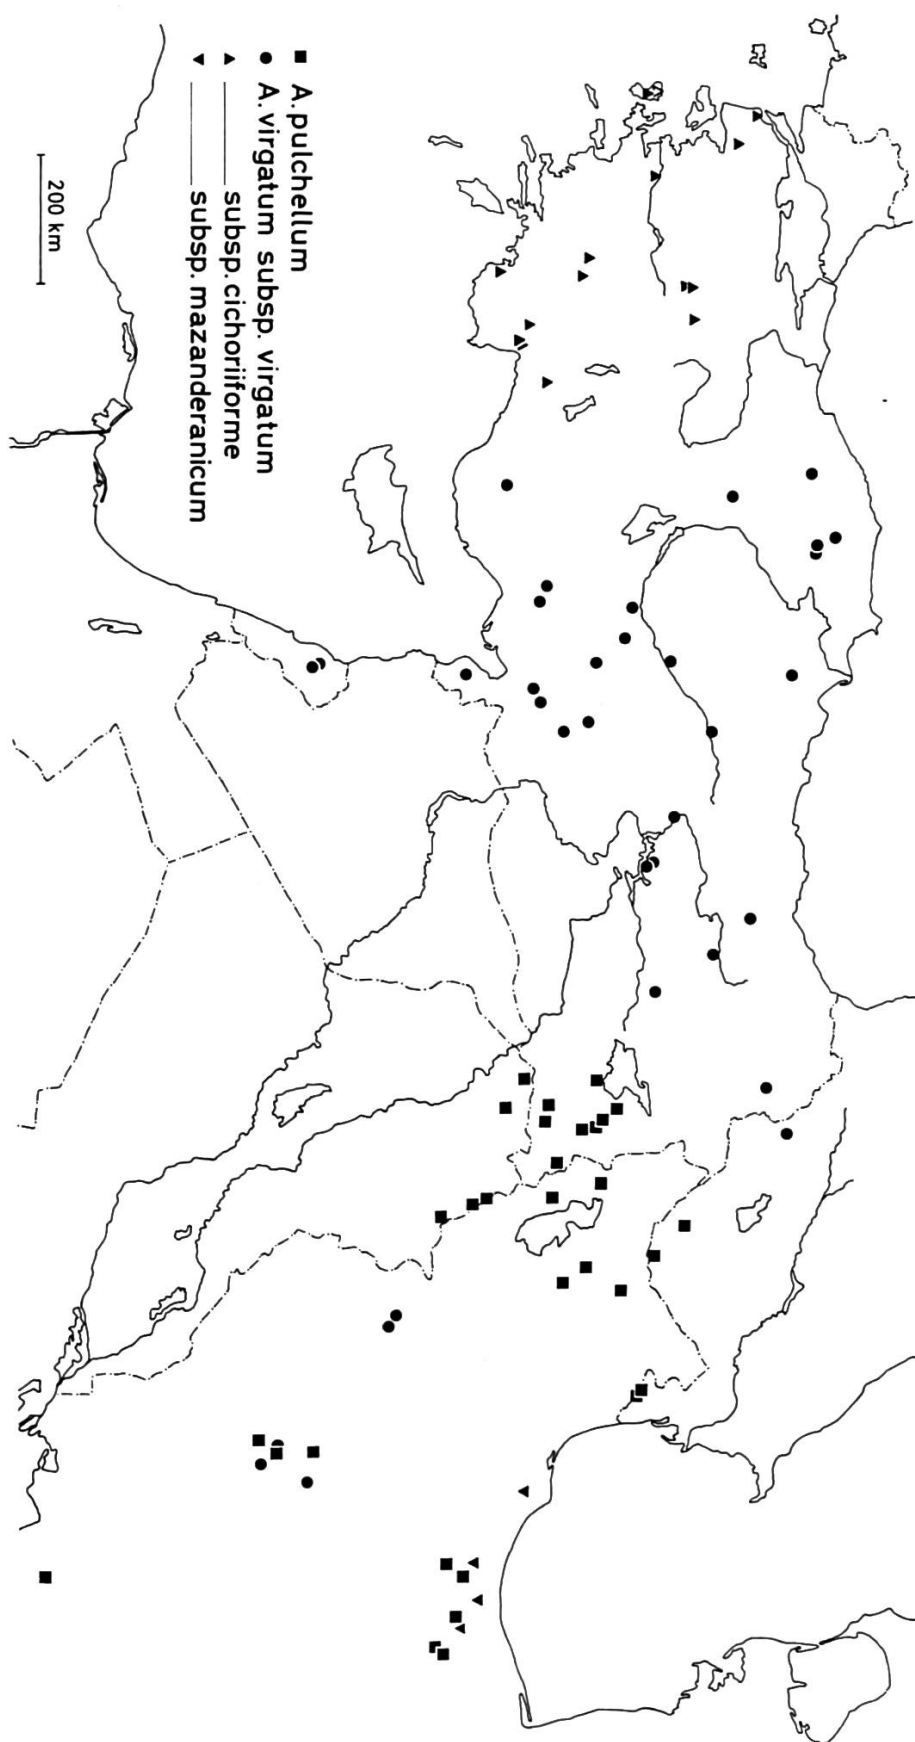 ■ A. pulchellum
● A. virgatum subsp. virgatum
▶ ——— subsp. cichoriiforme
◀ ——— subsp. mazanderanicum
200 km